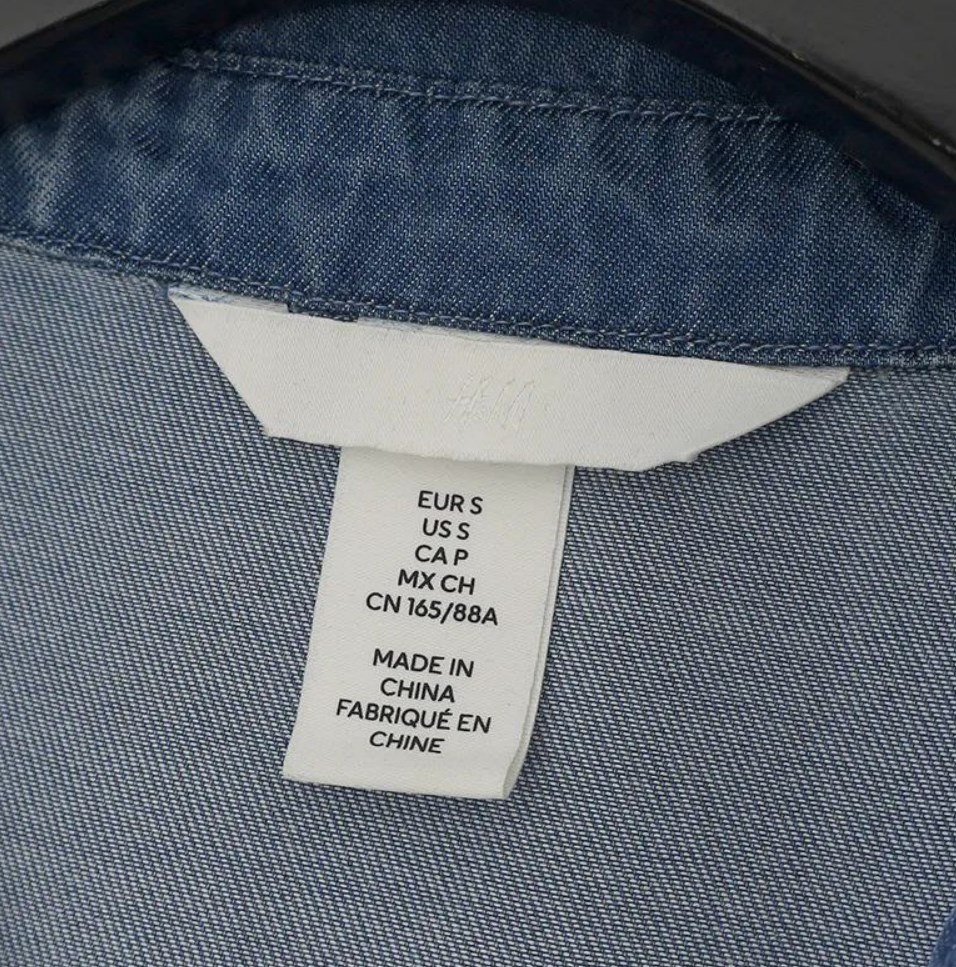 H&M
EUR S
US S
CA P
MX CH
CN 165/88A
MADE IN
CHINA
FABRIQUÉ EN
CHINE